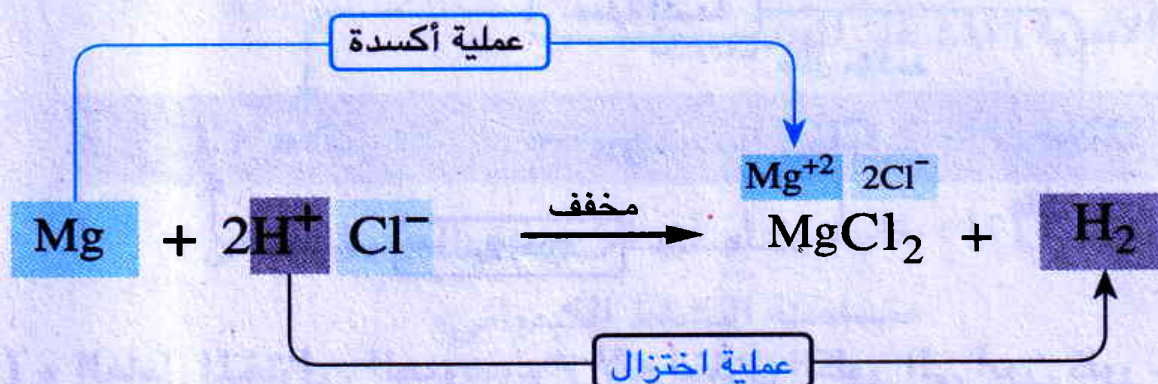 عملية أكسدة
Mg⁺² 2Cl⁻
Mg + 2H⁺ Cl⁻ مخفف ⟶ MgCl₂ + H₂
عملية اختزال